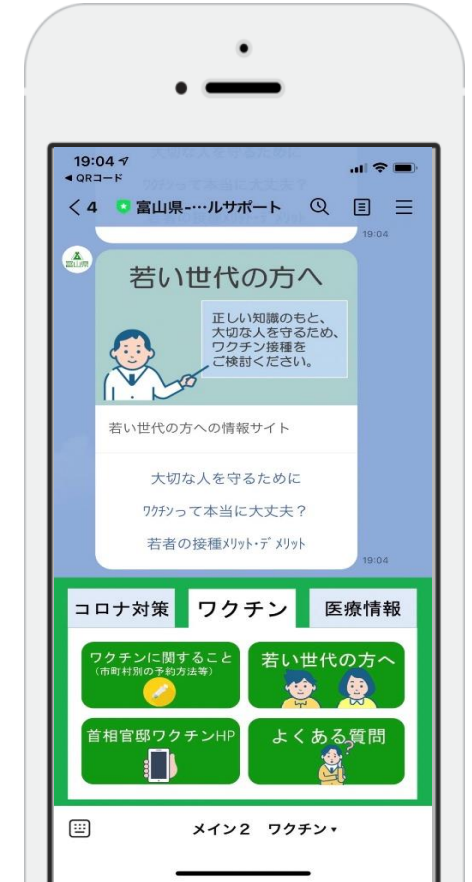 19:04
◀ QRコード
4 富山県-…ルサポート
19:04
富山県
若い世代の方へ
正しい知識のもと、
大切な人を守るため、
ワクチン接種を
ご検討ください。
若い世代の方への情報サイト
大切な人を守るために
ワクチンって本当に大丈夫？
若者の接種メリット・デメリット
19:04
コロナ対策 ワクチン 医療情報
ワクチンに関すること
(市町村別の予約方法等)
若い世代の方へ
首相官邸ワクチンHP
よくある質問
メイン２ ワクチン▾